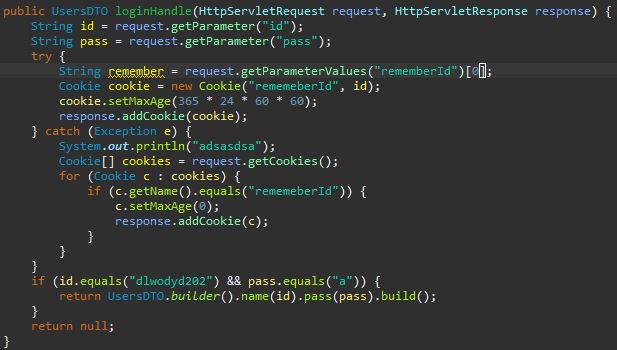 public UsersDTO loginHandle(HttpServletRequest request, HttpServletResponse response) {
String id = request.getParameter("id");
String pass = request.getParameter("pass");
try {
String remember = request.getParameterValues("rememberId")[0];
Cookie cookie = new Cookie("rememeberId", id);
cookie.setMaxAge(365 * 24 * 60 * 60);
response.addCookie(cookie);
} catch (Exception e) {
System.out.println("adsasdsa");
Cookie[] cookies = request.getCookies();
for (Cookie c : cookies) {
if (c.getName().equals("rememeberId")) {
c.setMaxAge(0);
response.addCookie(c);
}
}
}
if (id.equals("dlwodyd202") && pass.equals("a")) {
return UsersDTO.builder().name(id).pass(pass).build();
}
return null;
}